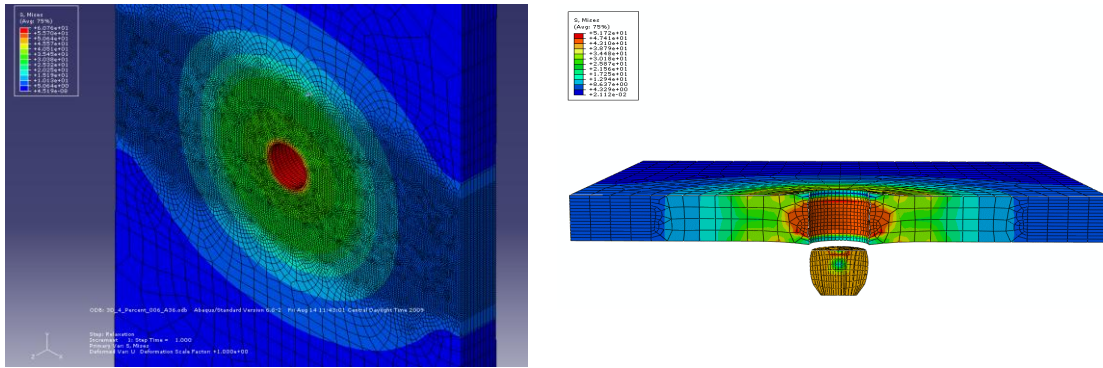 S, Mises
(Avg: 75%)
+6.076e+01
+5.570e+01
+5.064e+01
+4.557e+01
+4.051e+01
+3.545e+01
+3.038e+01
+2.532e+01
+2.025e+01
+1.519e+01
+1.013e+01
+5.064e+00
+4.519e-08
ODB: 3D_4_Percent_006_A36.odb Abaqus/Standard Version 6.8-2 Fri Aug 14 11:43:01 Central Daylight Time 2009
Step: Relaxation
Increment 1: Step Time = 1.000
Primary Var: S, Mises
Deformed Var: U Deformation Scale Factor: +1.000e+00
Y
Z
X
S, Mises
(Avg: 75%)
+5.172e+01
+4.741e+01
+4.310e+01
+3.879e+01
+3.448e+01
+3.018e+01
+2.587e+01
+2.156e+01
+1.725e+01
+1.294e+01
+8.637e+00
+4.329e+00
+2.112e-02